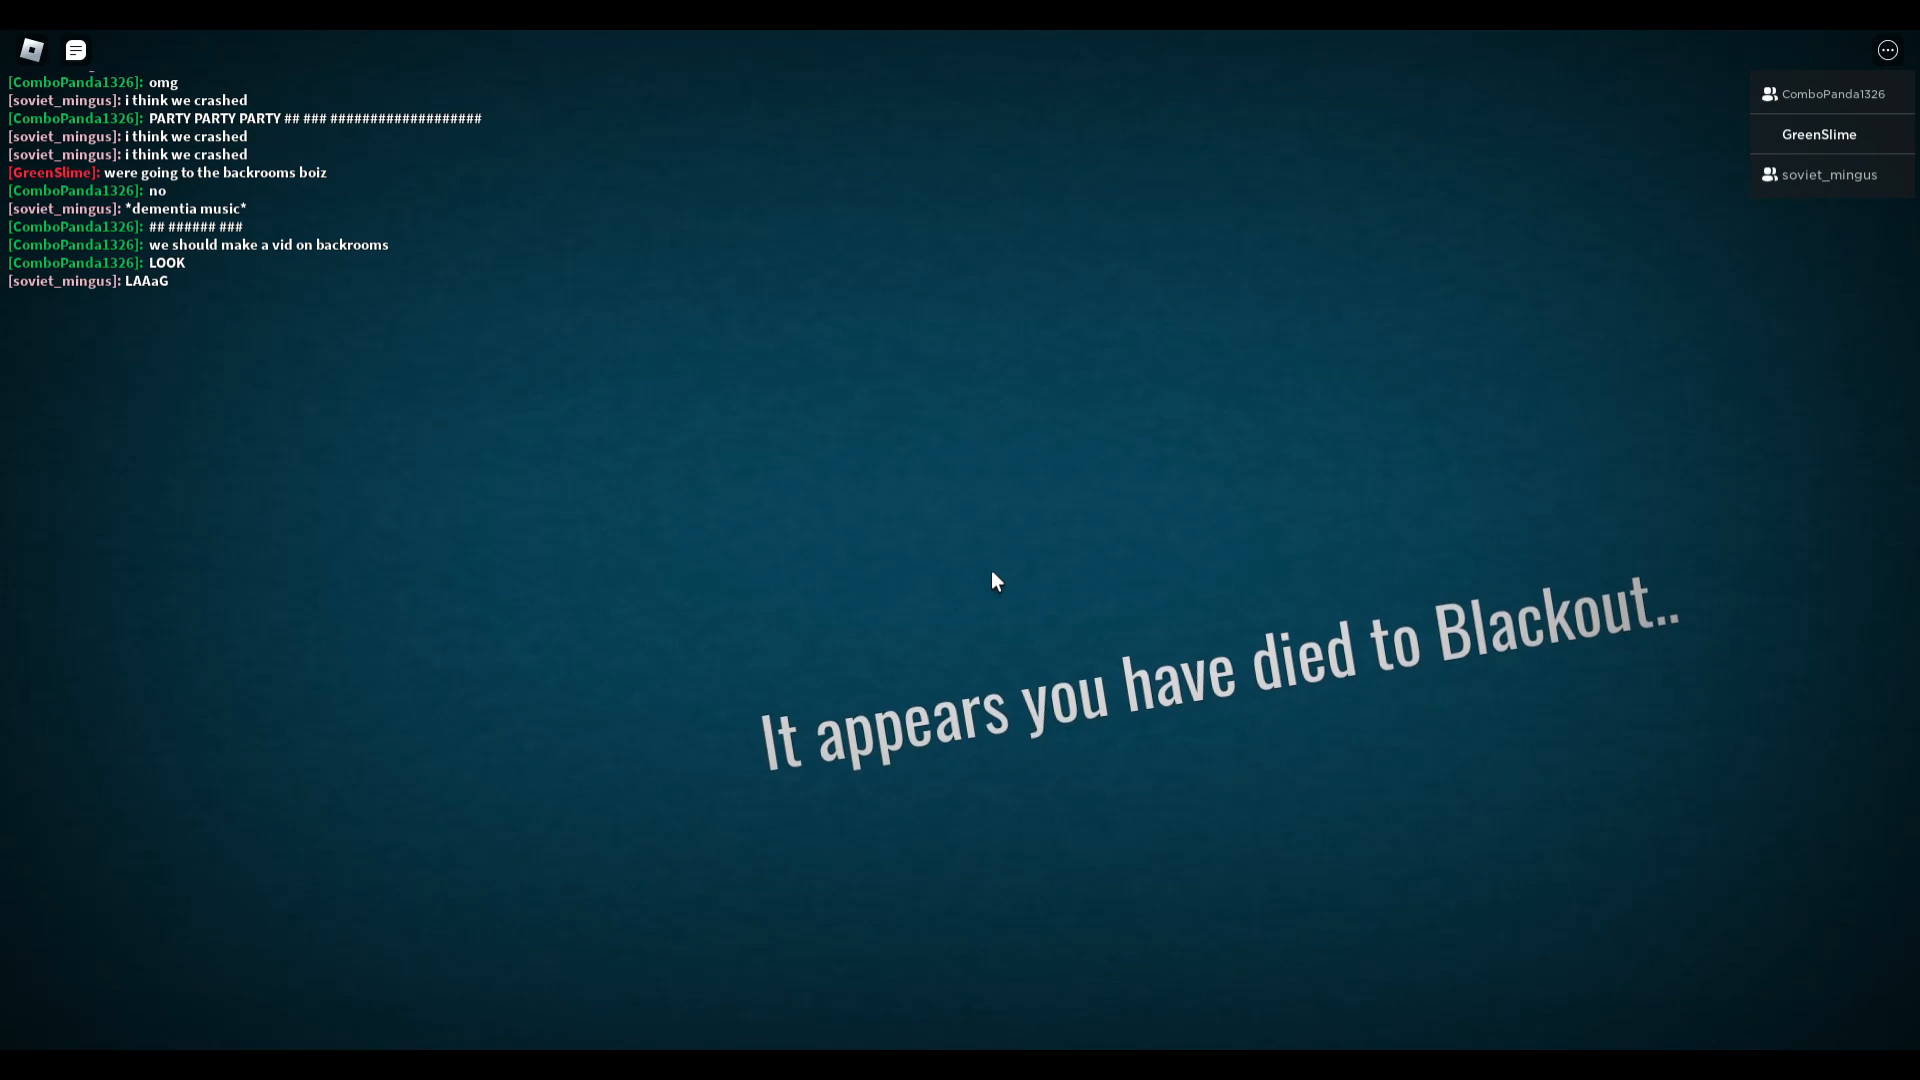 [ComboPanda1326]: omg
[soviet_mingus]: i think we crashed
[ComboPanda1326]: PARTY PARTY PARTY ## ### ###################
[soviet_mingus]: i think we crashed
[soviet_mingus]: i think we crashed
[GreenSlime]: were going to the backrooms boiz
[ComboPanda1326]: no
[soviet_mingus]: *dementia music*
[ComboPanda1326]: ## ###### ###
[ComboPanda1326]: we should make a vid on backrooms
[ComboPanda1326]: LOOK
[soviet_mingus]: LAAaG
ComboPanda1326
GreenSlime
soviet_mingus
It appears you have died to Blackout..